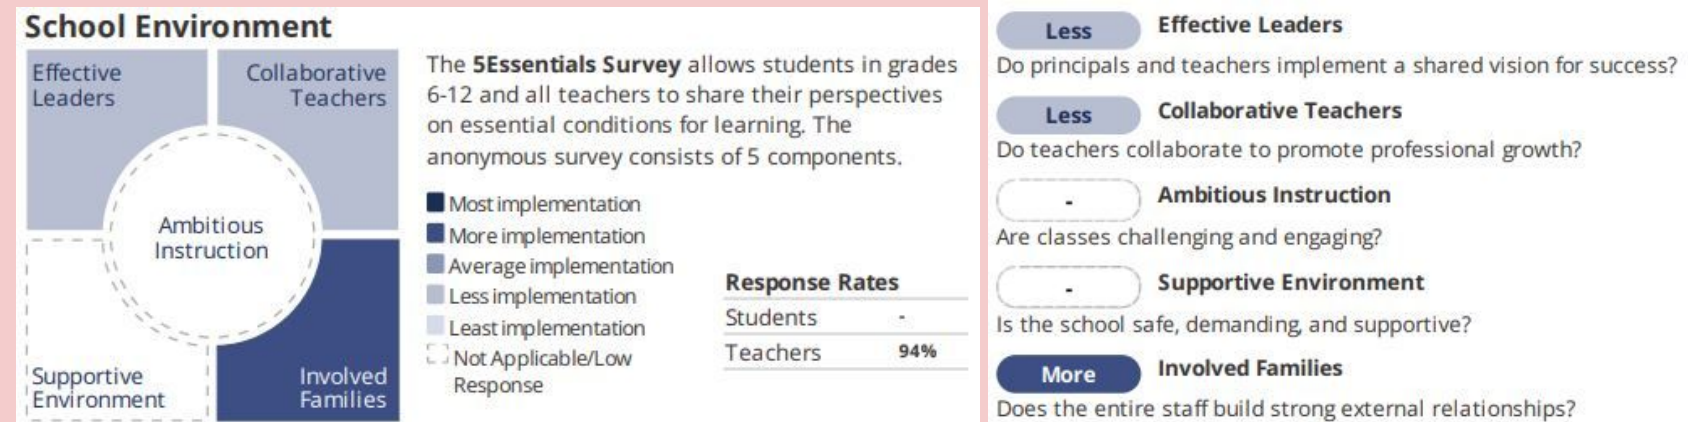 School Environment
Effective
Leaders
Collaborative
Teachers
Ambitious
Instruction
Supportive
Environment
Involved
Families
The 5Essentials Survey allows students in grades
6-12 and all teachers to share their perspectives
on essential conditions for learning. The
anonymous survey consists of 5 components.
Most implementation
More implementation
Average implementation
Less implementation
Least implementation
Not Applicable/Low
Response
Response Rates
Students -
Teachers 94%
Less Effective Leaders
Do principals and teachers implement a shared vision for success?
Less Collaborative Teachers
Do teachers collaborate to promote professional growth?
- Ambitious Instruction
Are classes challenging and engaging?
- Supportive Environment
Is the school safe, demanding, and supportive?
More Involved Families
Does the entire staff build strong external relationships?